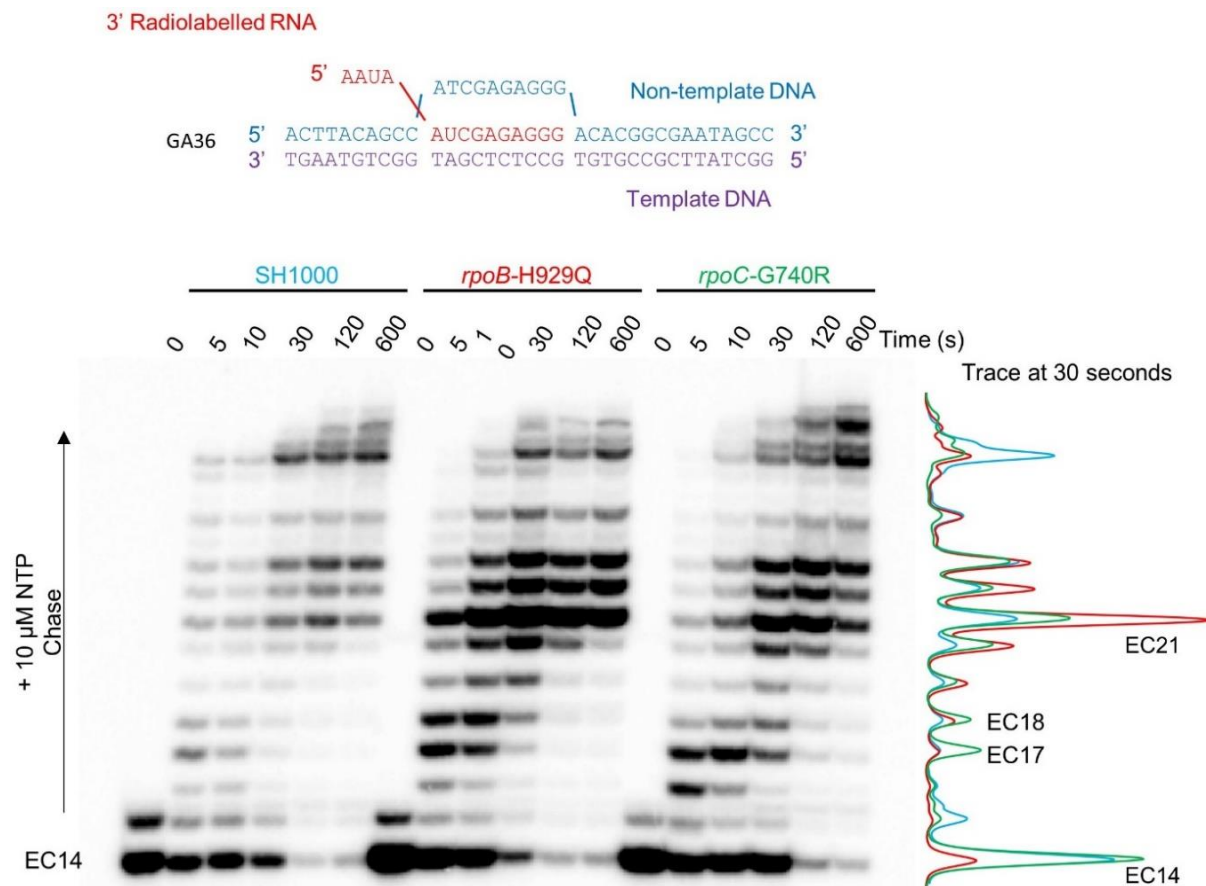 3' Radiolabelled RNA
5' AAUA ATCGAGAGGG Non-template DNA
GA36 5' ACTTACAGCC AUCGAGAGGG ACACGGCGAATAGCC 3'
3' TGAATGTCGG TAGCTCTCCG TGTGCCGCTTATCGG 5'
Template DNA
SH1000 rpoB-H929Q rpoC-G740R
0 5 10 30 120 600 0 5 1 0 30 120 600 0 5 10 30 120 600 Time (s)
Trace at 30 seconds
+ 10 µM NTP
Chase
EC21
EC18
EC17
EC14 EC14